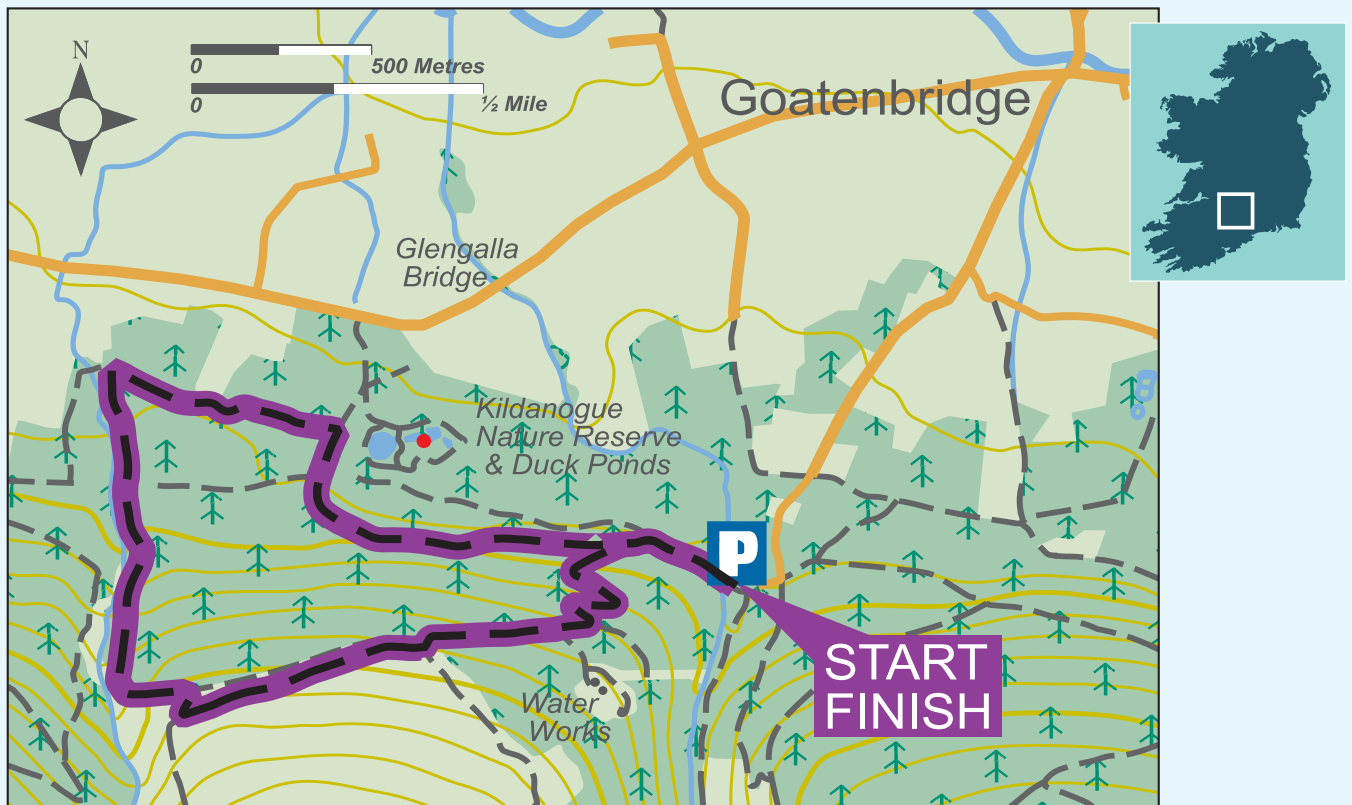 N
0 500 Metres
0 ½ Mile
Goatenbridge
Glengalla
Bridge
Kildanogue
Nature Reserve
& Duck Ponds
P
START
FINISH
Water
Works